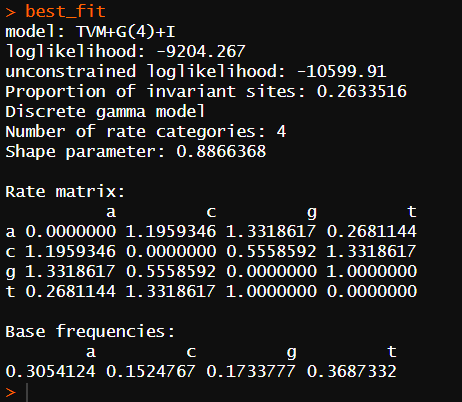 > best_fit
model: TVM+G(4)+I
loglikelihood: -9204.267
unconstrained loglikelihood: -10599.91
Proportion of invariant sites: 0.2633516
Discrete gamma model
Number of rate categories: 4
Shape parameter: 0.8866368

Rate matrix:
          a         c         g         t
a 0.0000000 1.1959346 1.3318617 0.2681144
c 1.1959346 0.0000000 0.5558592 1.3318617
g 1.3318617 0.5558592 0.0000000 1.0000000
t 0.2681144 1.3318617 1.0000000 0.0000000

Base frequencies:
        a         c         g         t
0.3054124 0.1524767 0.1733777 0.3687332
>